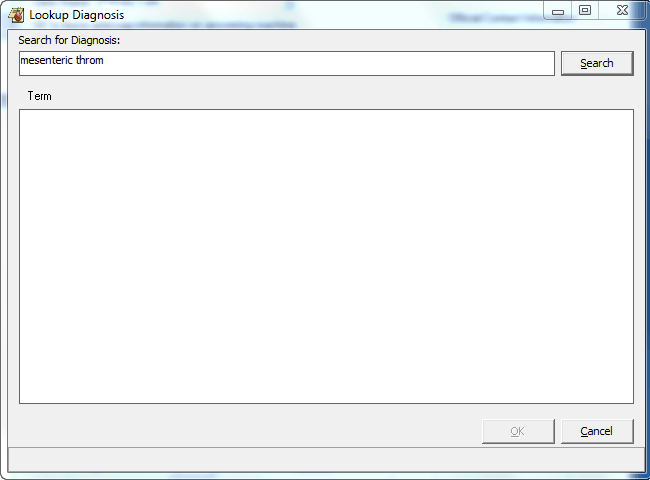 Lookup Diagnosis
Search for Diagnosis:
mesenteric throm
Search
Term
OK
Cancel